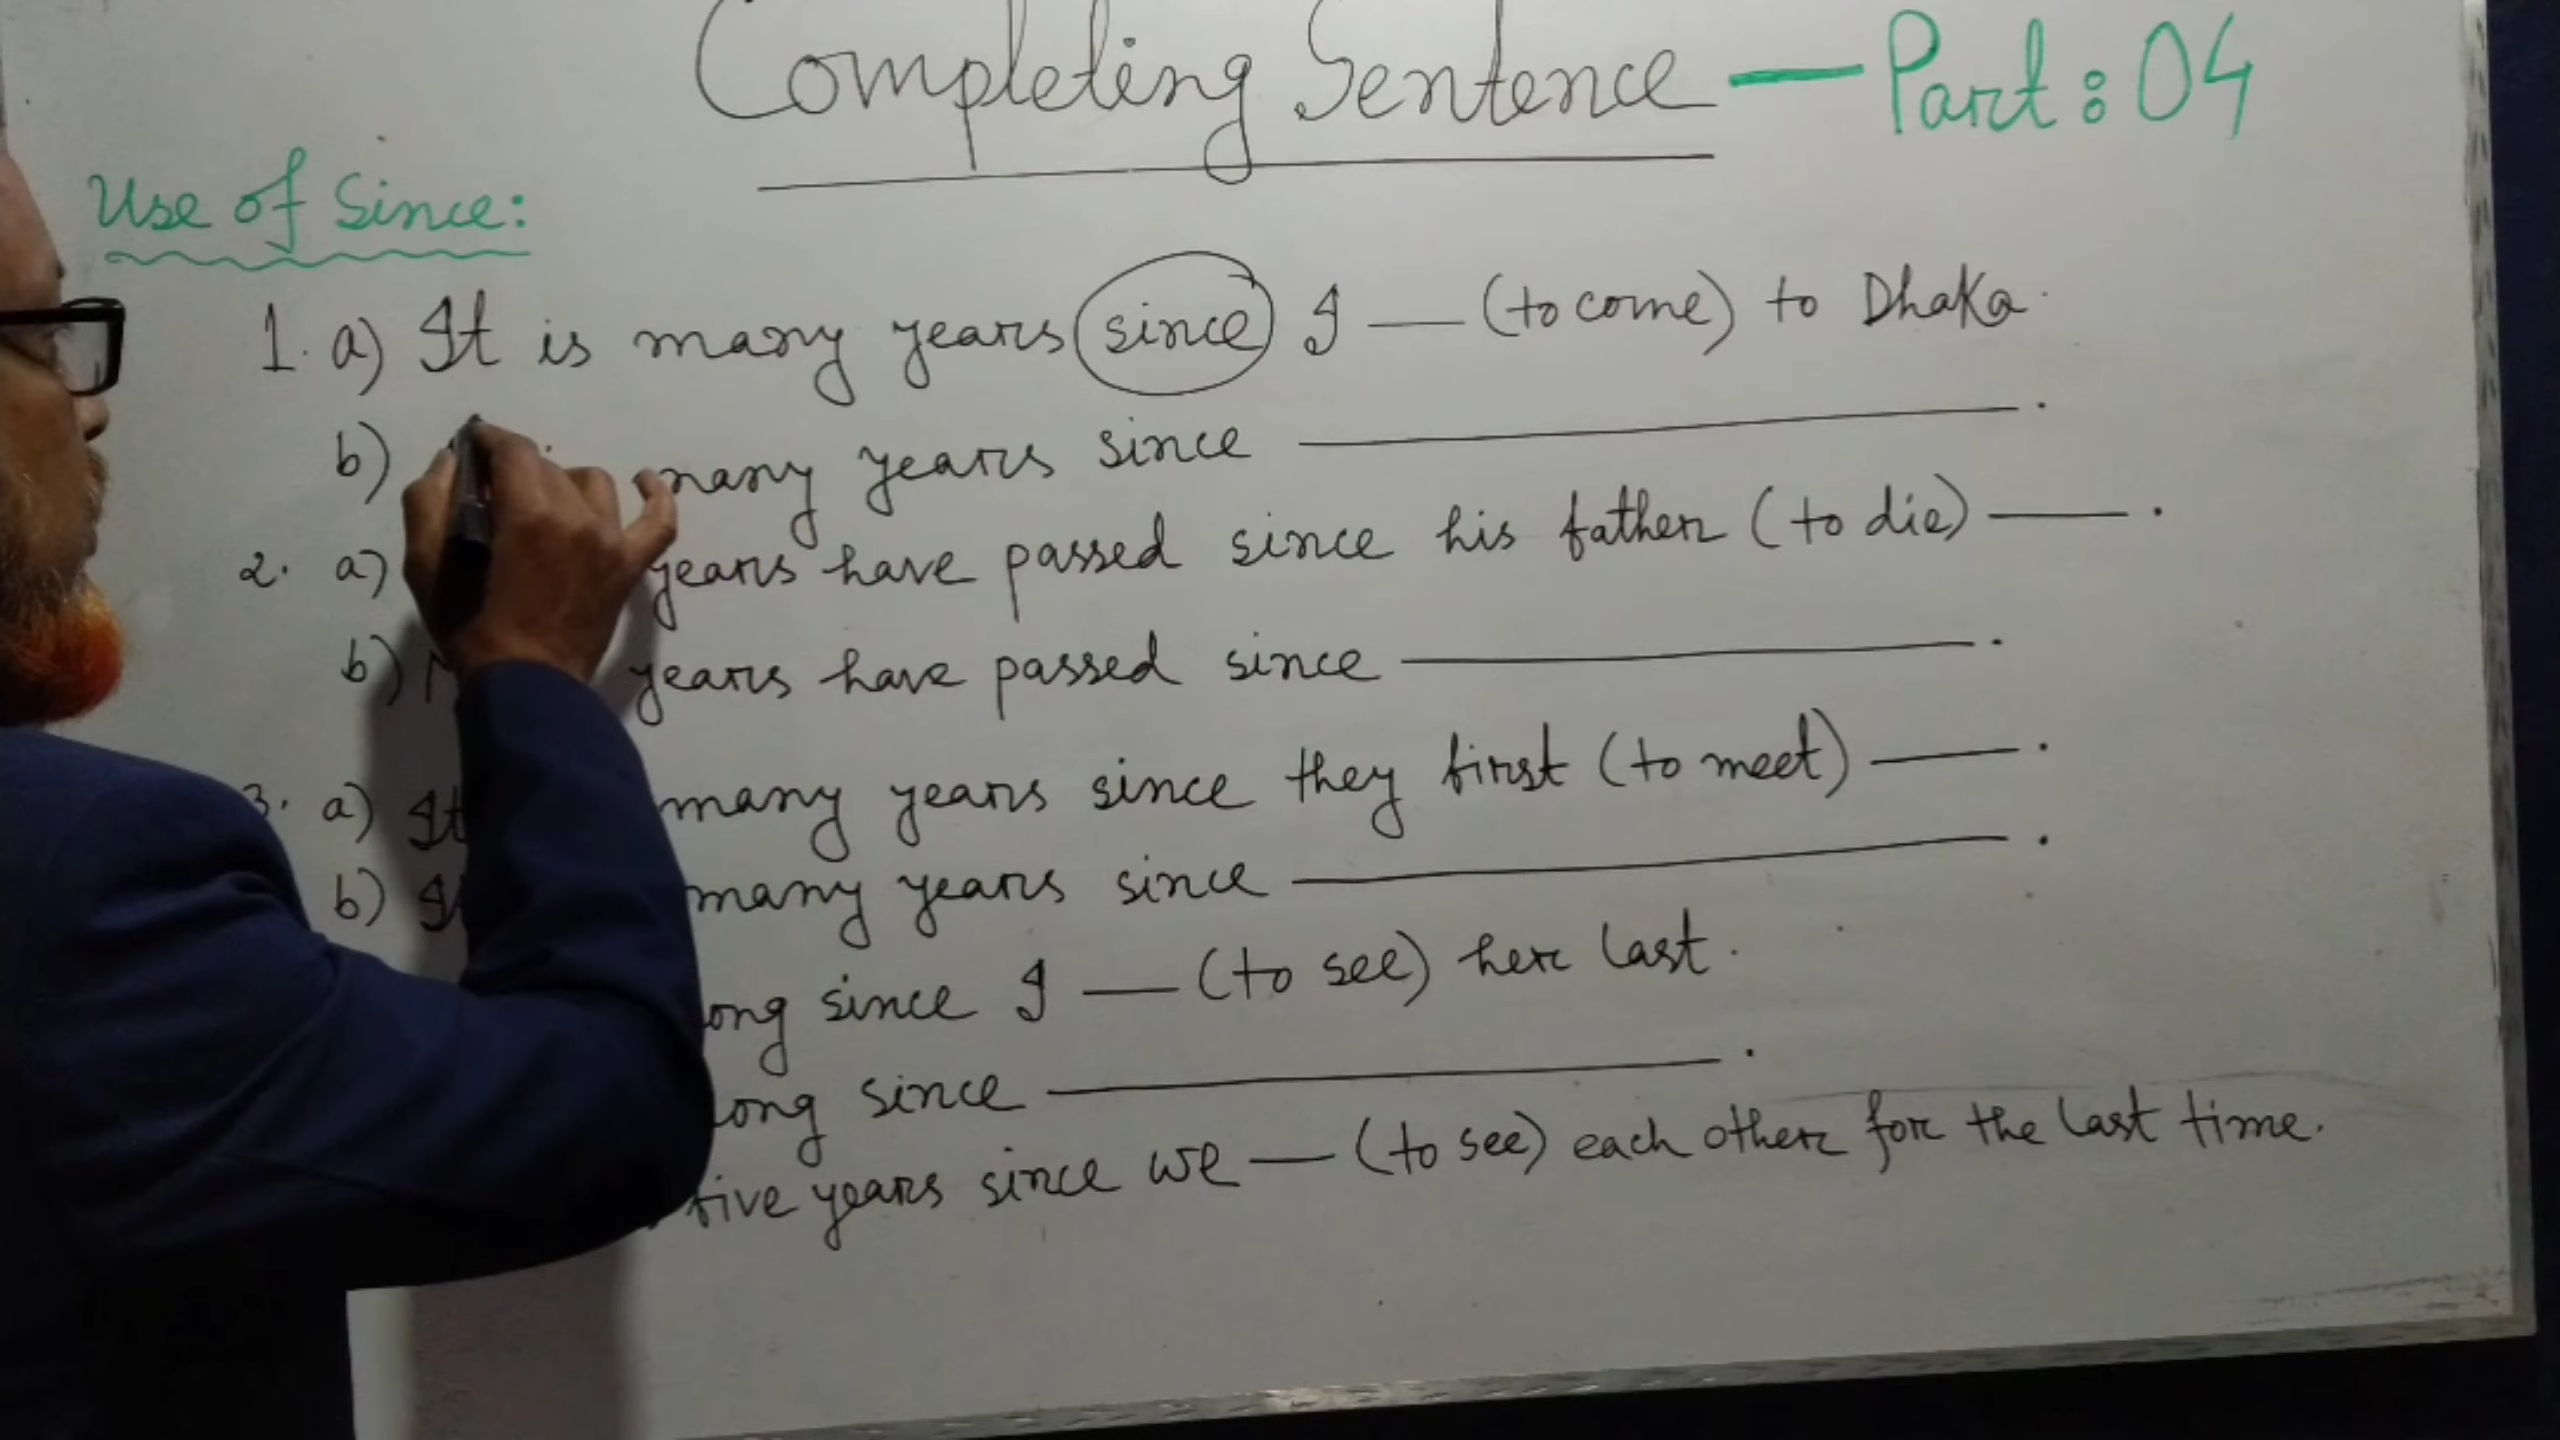 Completing Sentence — Part: 04
Use of Since:
1. a) It is many years since I — (to come) to Dhaka.
b) many years since ————.
2. a) years have passed since his father (to die) —.
b) years have passed since ————.
3. a) It many years since they first (to meet) —.
b) many years since ————.
since I — (to see) her last.
since ————.
five years since we — (to see) each other for the last time.